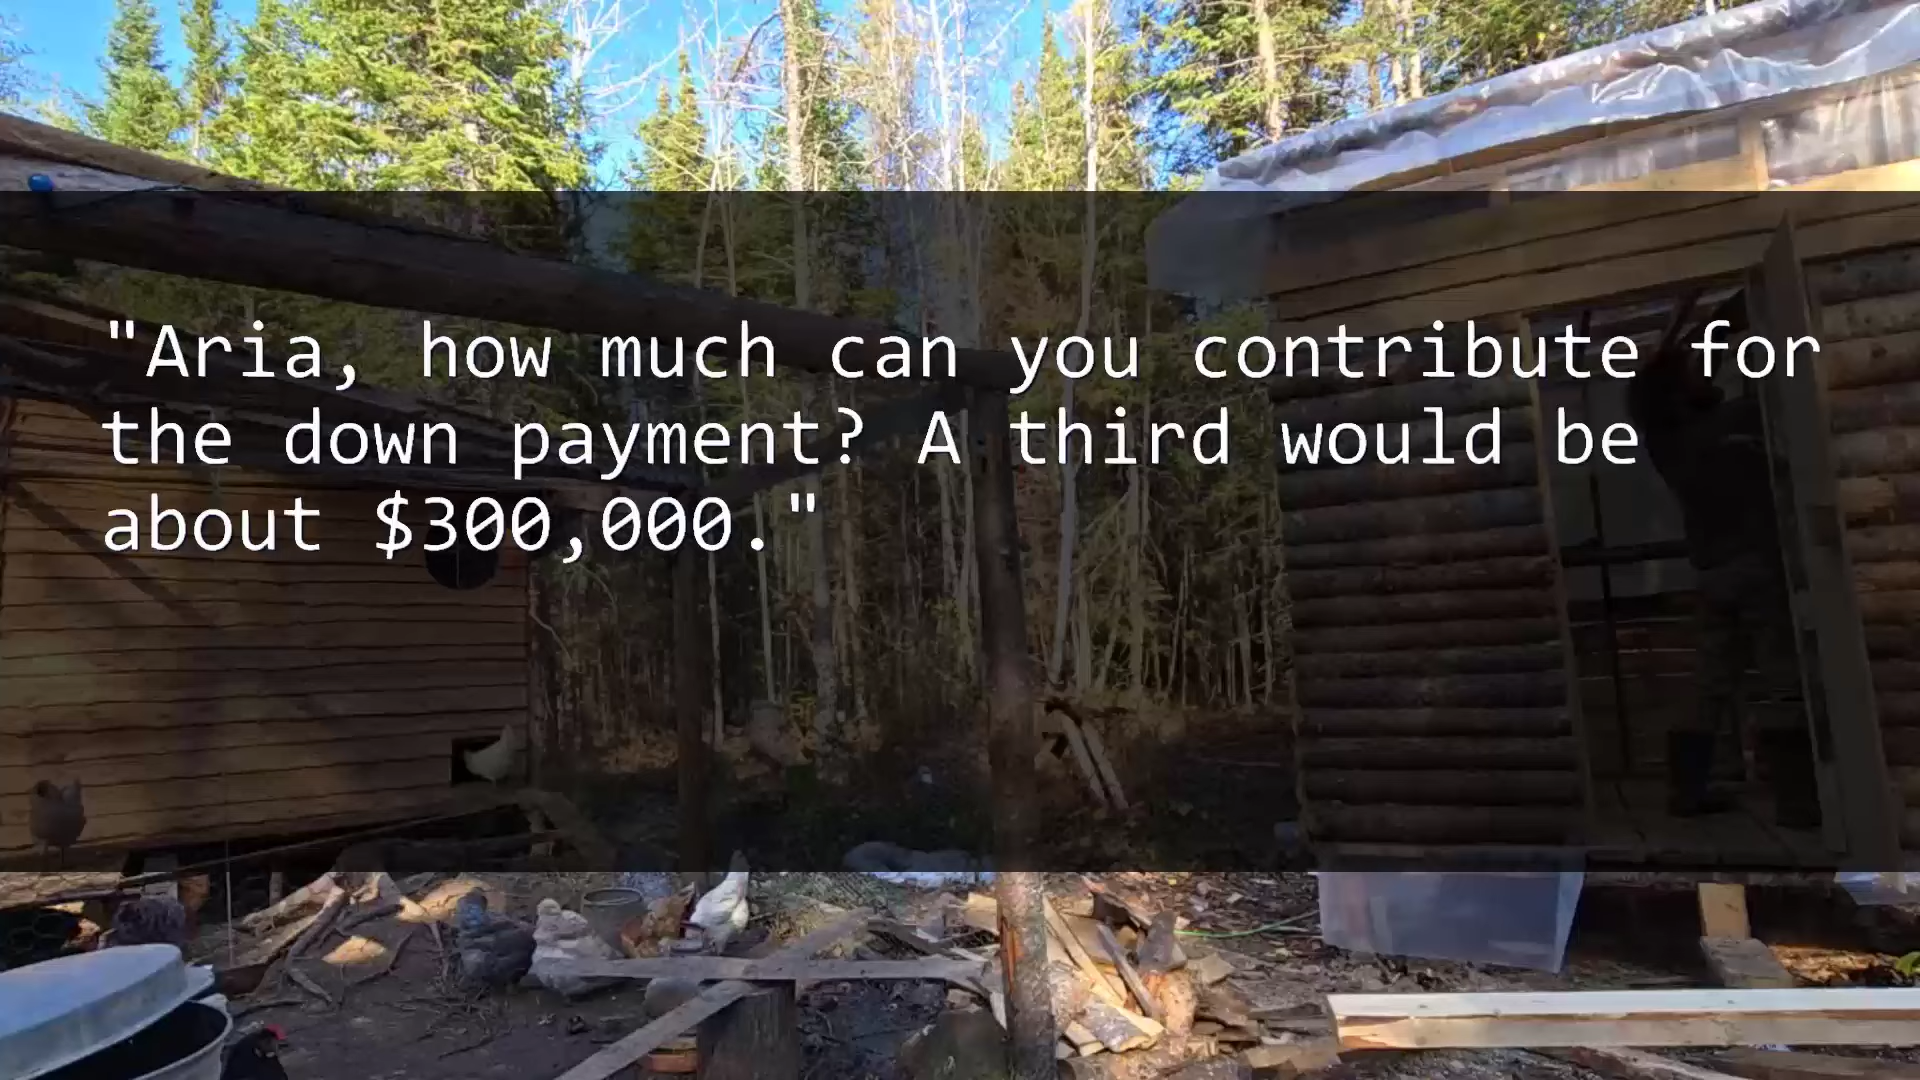 "Aria, how much can you contribute for
the down payment? A third would be
about $300,000."